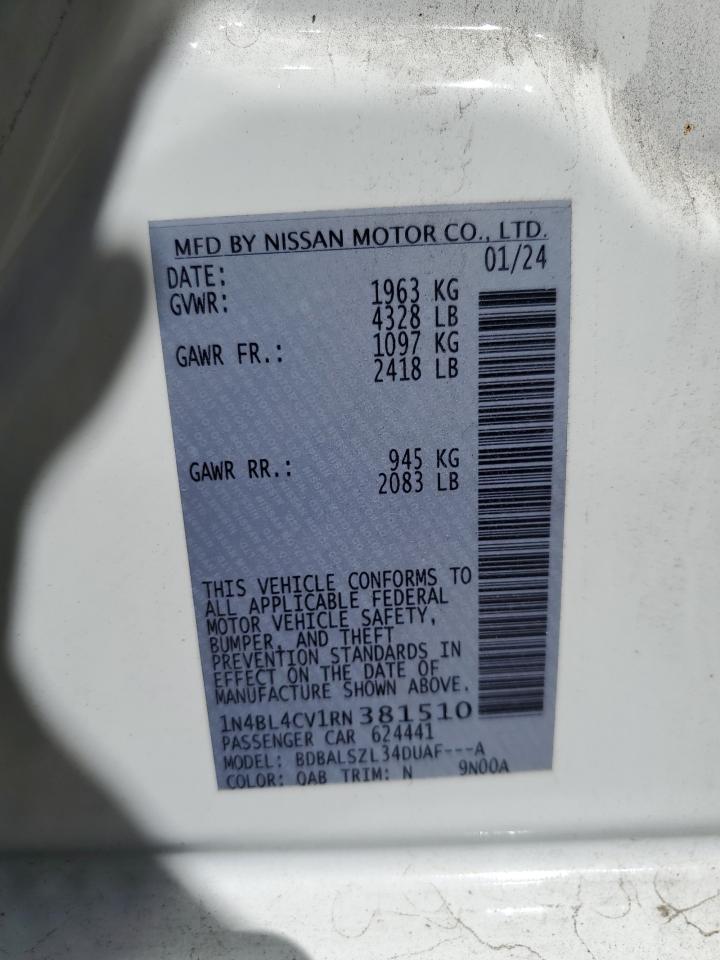 MFD BY NISSAN MOTOR CO., LTD.
DATE: 01/24
GVWR: 1963 KG
4328 LB
GAWR FR.: 1097 KG
2418 LB
GAWR RR.: 945 KG
2083 LB
THIS VEHICLE CONFORMS TO
ALL APPLICABLE FEDERAL
MOTOR VEHICLE SAFETY,
BUMPER, AND THEFT
PREVENTION STANDARDS IN
EFFECT ON THE DATE OF
MANUFACTURE SHOWN ABOVE.
1N4BL4CV1RN381510
PASSENGER CAR 624441
MODEL: BDBALSZL34DUAF---A
COLOR: QAB TRIM: N 9N00A